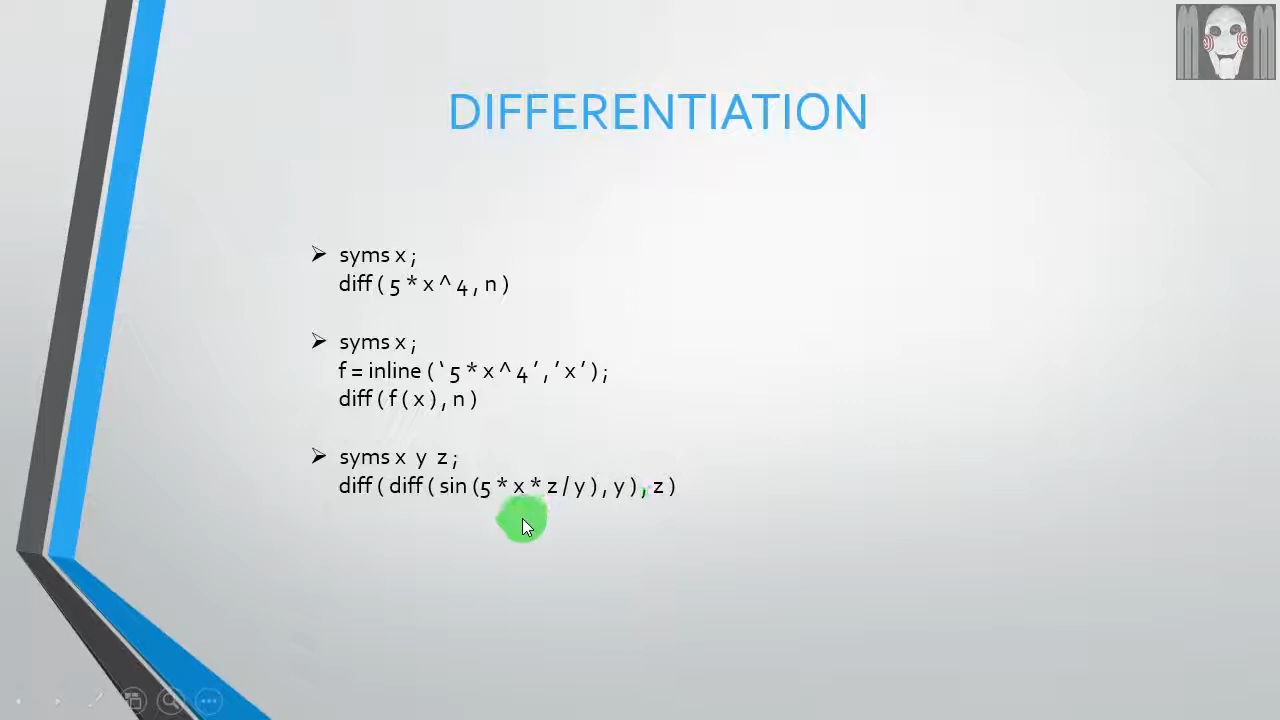 DIFFERENTIATION
➢ syms x ;
diff ( 5 * x ^ 4 , n )
➢ syms x ;
f = inline ( ‘ 5 * x ^ 4 ’ , ’ x ’ ) ;
diff ( f ( x ) , n )
➢ syms x y z ;
diff ( diff ( sin (5 * x * z / y ) , y ) , z )